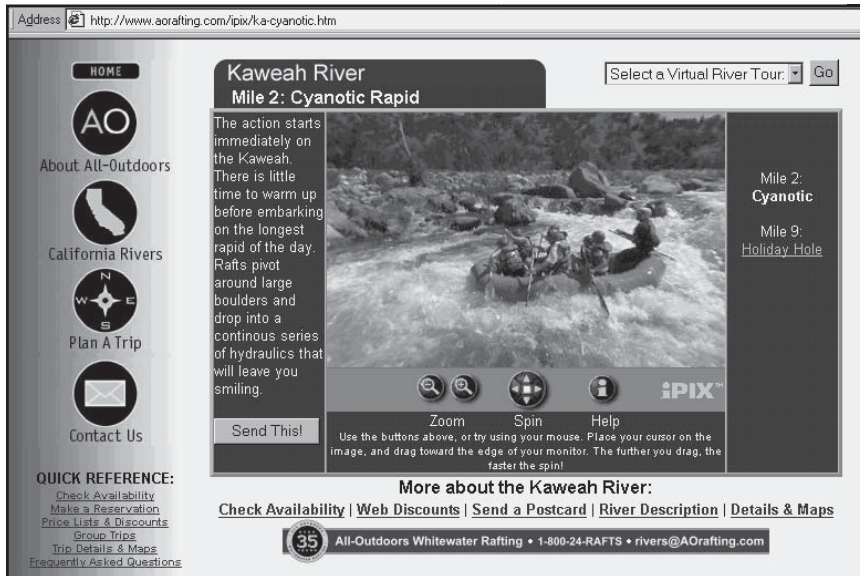 Address http://www.aorafting.com/ipix/ka-cyanotic.htm
HOME
AO
About All-Outdoors
California Rivers
N
W E
S
Plan A Trip
Contact Us
QUICK REFERENCE:
Check Availability
Make a Reservation
Price Lists & Discounts
Group Trips
Trip Details & Maps
Frequently Asked Questions
Kaweah River
Mile 2: Cyanotic Rapid
Select a Virtual River Tour: Go
The action starts
immediately on
the Kaweah.
There is little
time to warm up
before embarking
on the longest
rapid of the day.
Rafts pivot
around large
boulders and
drop into a
continous series
of hydraulics that
will leave you
smiling.
Send This!
iPIX™
Zoom Spin Help
Use the buttons above, or try using your mouse. Place your cursor on the
image, and drag toward the edge of your monitor. The further you drag, the
faster the spin!
Mile 2:
Cyanotic
Mile 9:
Holiday Hole
More about the Kaweah River:
Check Availability | Web Discounts | Send a Postcard | River Description | Details & Maps
35 All-Outdoors Whitewater Rafting • 1-800-24-RAFTS • rivers@AOrafting.com